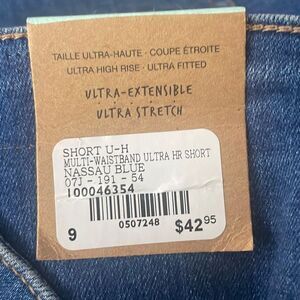 TAILLE ULTRA-HAUTE · COUPE ÉTROITE
ULTRA HIGH RISE · ULTRA FITTED
ULTRA-EXTENSIBLE
ULTRA STRETCH
SHORT U-H
MULTI-WAISTBAND ULTRA HR SHORT
NASSAU BLUE
07J - 191 - 54
100046354
9 0507248 $42.95